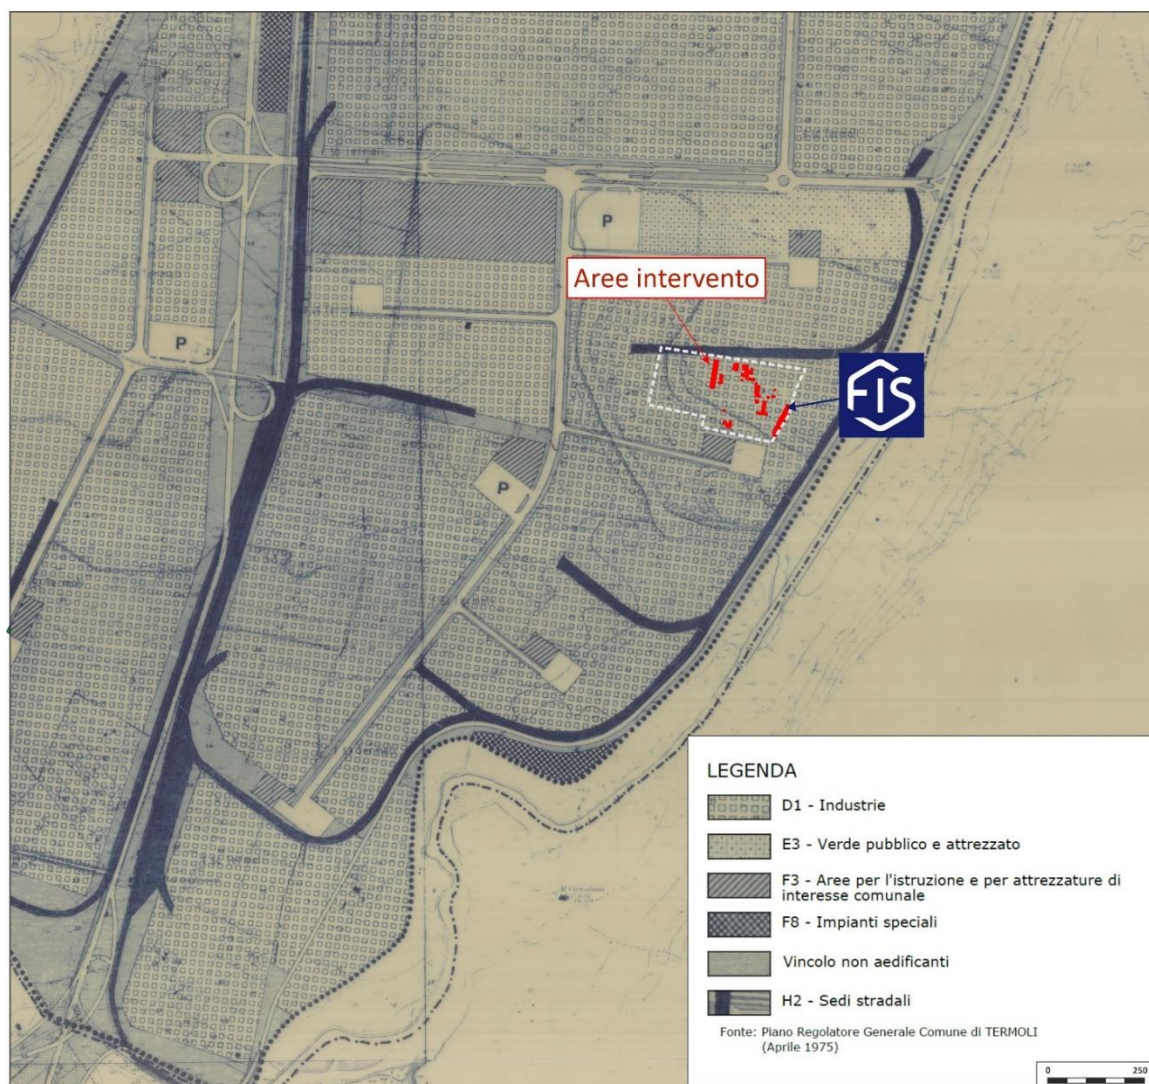 P
Aree intervento
FIS
P
P
LEGENDA
D1 - Industrie
E3 - Verde pubblico e attrezzato
F3 - Aree per l'istruzione e per attrezzature di
interesse comunale
F8 - Impianti speciali
Vincolo non aedificanti
H2 - Sedi stradali
Fonte: Piano Regolatore Generale Comune di TERMOLI
(Aprile 1975)
0 250